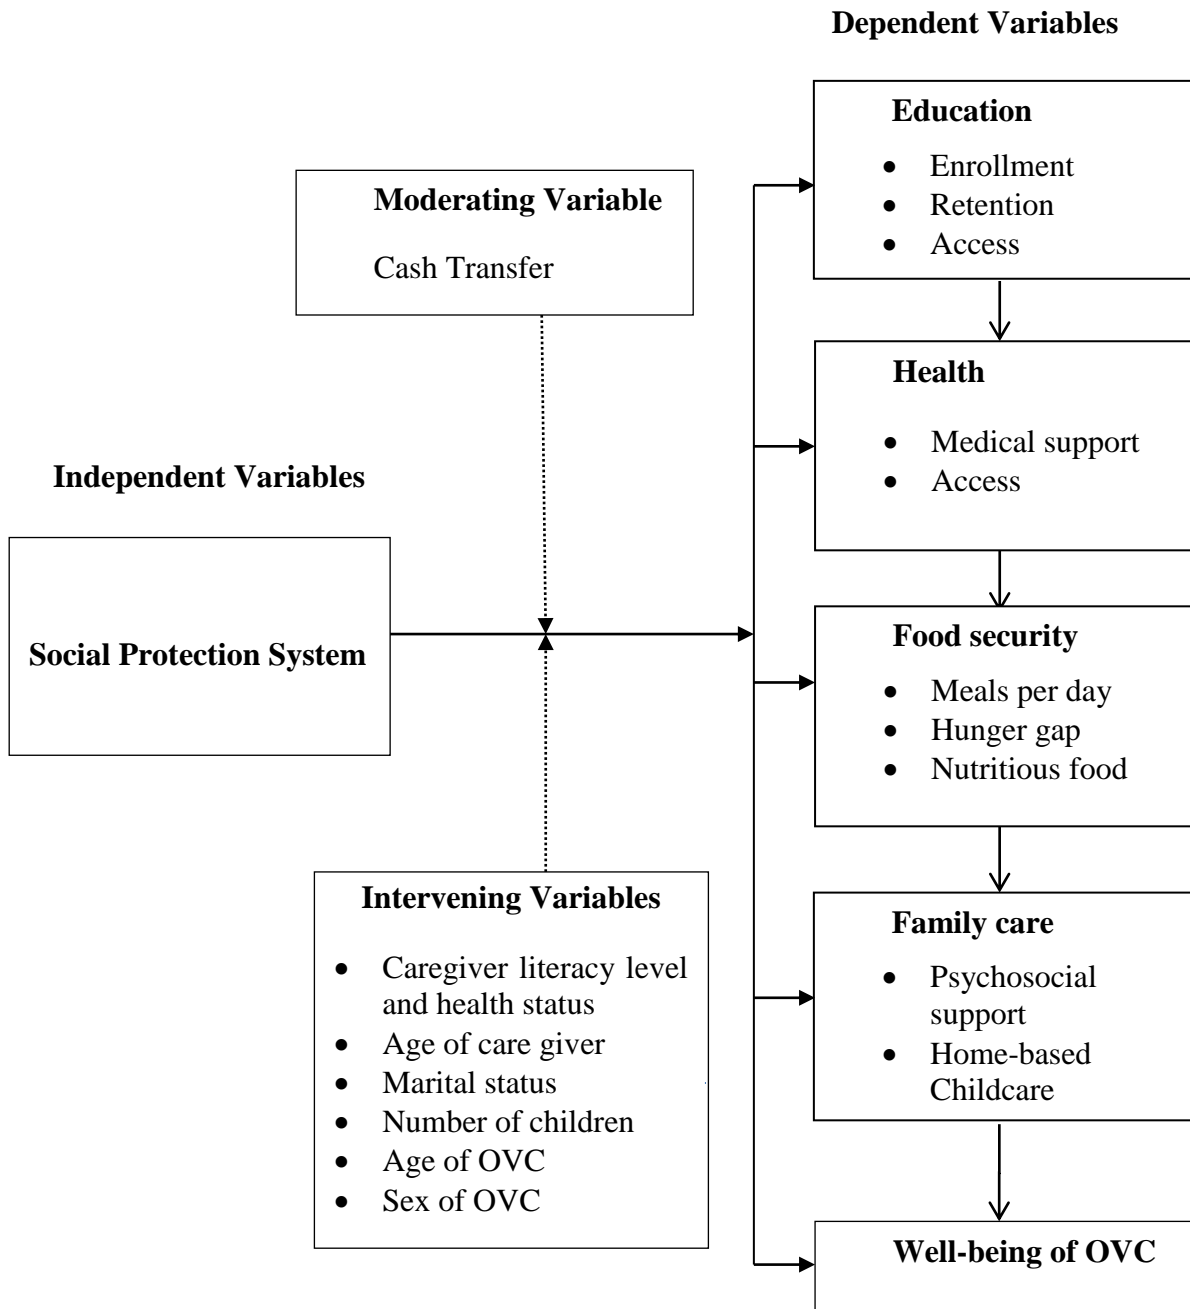 Dependent Variables
Education
• Enrollment
• Retention
• Access
Moderating Variable
Cash Transfer
Health
• Medical support
• Access
Independent Variables
Social Protection System
Food security
• Meals per day
• Hunger gap
• Nutritious food
Intervening Variables
• Caregiver literacy level
and health status
• Age of care giver
• Marital status
• Number of children
• Age of OVC
• Sex of OVC
Family care
• Psychosocial
support
• Home-based
Childcare
Well-being of OVC